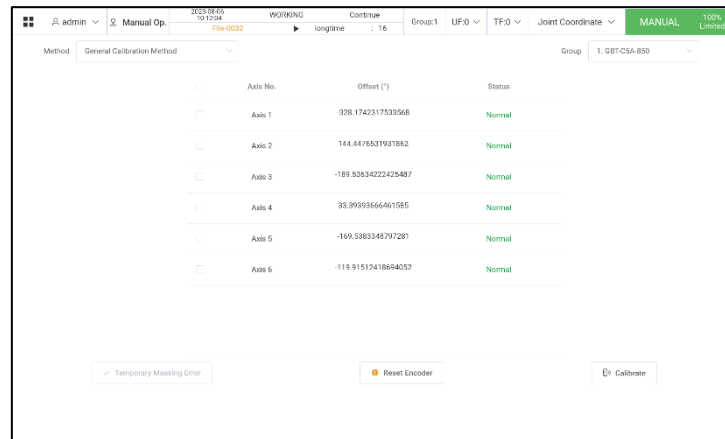 admin
Manual Op.
2023-08-06
10:12:04
WORKING
Continue
File-0032
longtime : 16
Group:1
UF:0
TF:0
Joint Coordinate
MANUAL
100%
Limited
Method General Calibration Method
Group 1: GBT-C5A-850
Axis No. Offset (°) Status
Axis 1 -328.1742317533568 Normal
Axis 2 144.4476531931862 Normal
Axis 3 -189.53634222425487 Normal
Axis 4 33.39393666461585 Normal
Axis 5 -169.5383348797281 Normal
Axis 6 -119.91512418694052 Normal
Temporary Masking Error
Reset Encoder
Calibrate